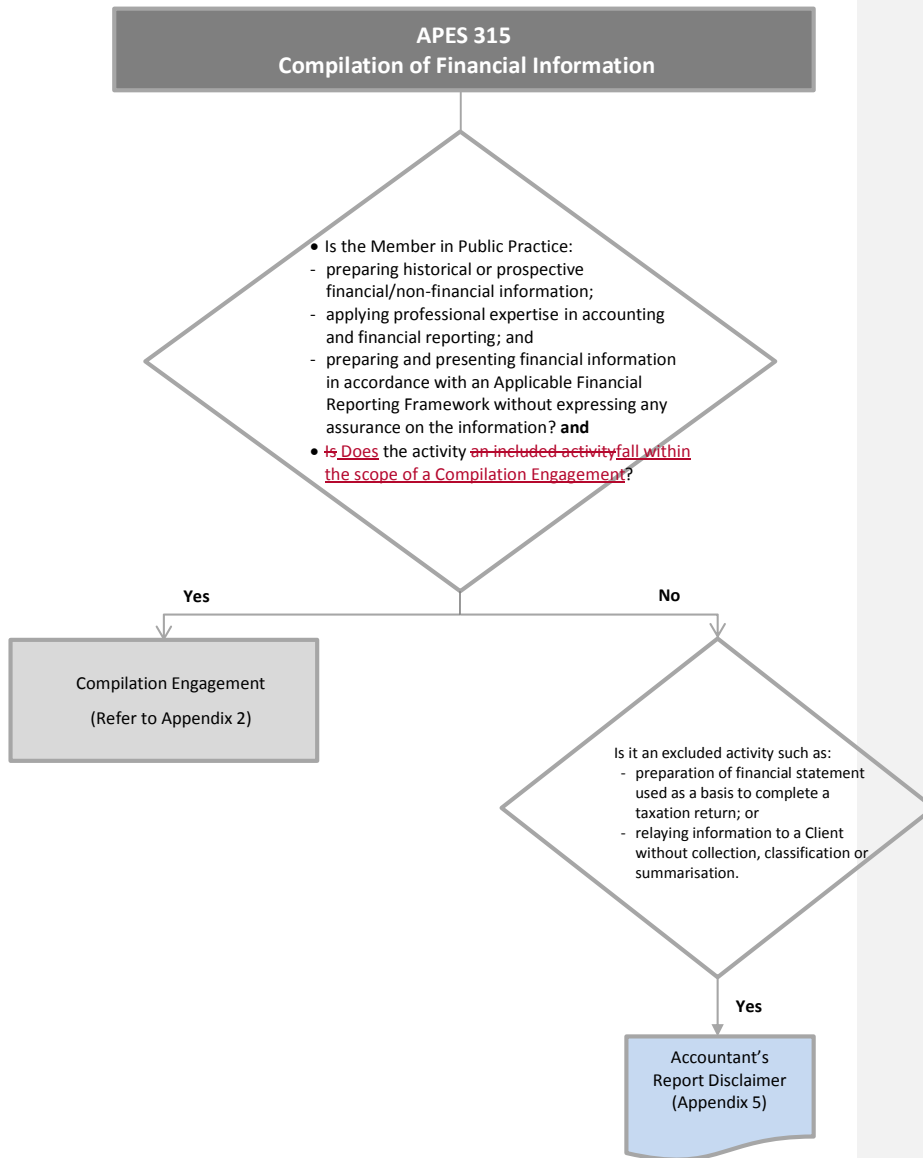 APES 315
Compilation of Financial Information
• Is the Member in Public Practice:
- preparing historical or prospective
financial/non-financial information;
- applying professional expertise in accounting
and financial reporting; and
- preparing and presenting financial information
in accordance with an Applicable Financial
Reporting Framework without expressing any
assurance on the information? and
• Is Does the activity an included activityfall within
the scope of a Compilation Engagement?
Yes
No
Compilation Engagement
(Refer to Appendix 2)
Is it an excluded activity such as:
- preparation of financial statement
used as a basis to complete a
taxation return; or
- relaying information to a Client
without collection, classification or
summarisation.
Yes
Accountant's
Report Disclaimer
(Appendix 5)